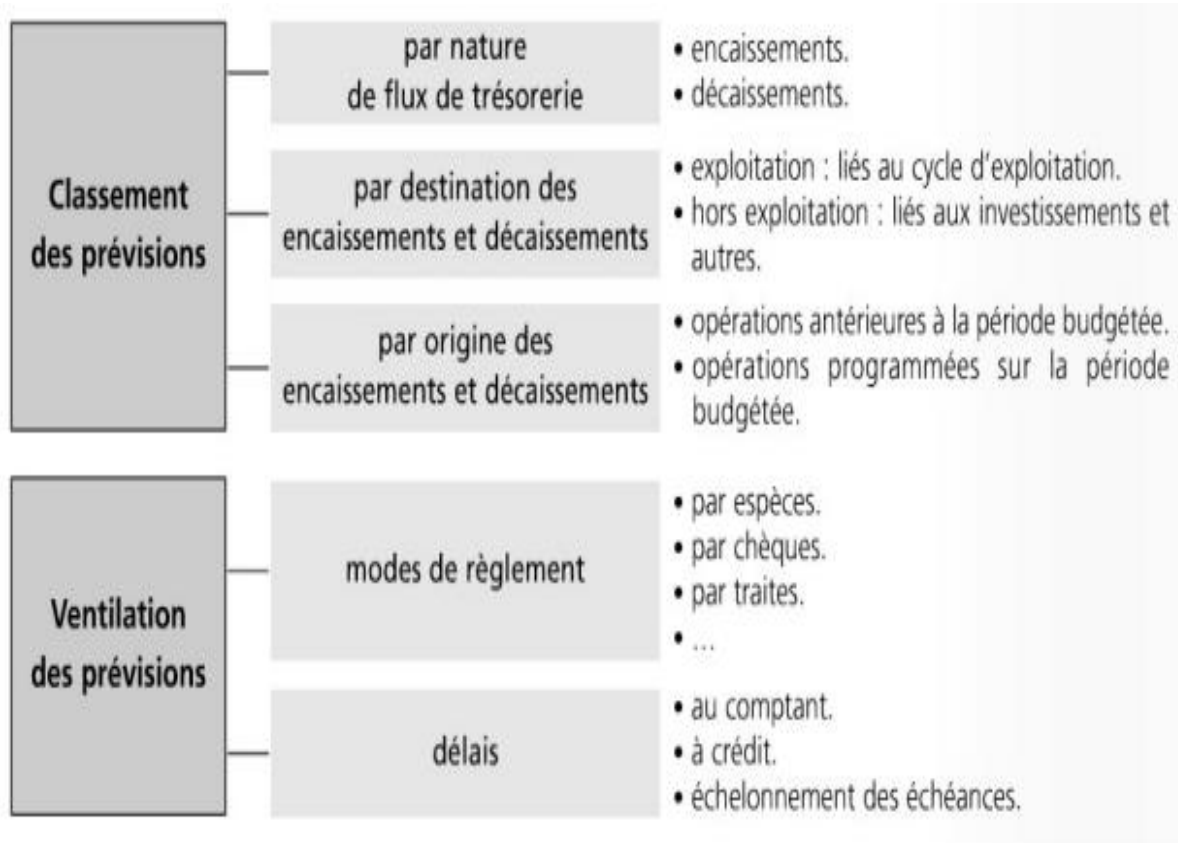 Classement
des prévisions
par nature
de flux de trésorerie
• encaissements.
• décaissements.
par destination des
encaissements et décaissements
• exploitation : liés au cycle d'exploitation.
• hors exploitation : liés aux investissements et
autres.
par origine des
encaissements et décaissements
• opérations antérieures à la période budgétée.
• opérations programmées sur la période
budgétée.
Ventilation
des prévisions
modes de règlement
• par espèces.
• par chèques.
• par traites.
• ...
délais
• au comptant.
• à crédit.
• échelonnement des échéances.